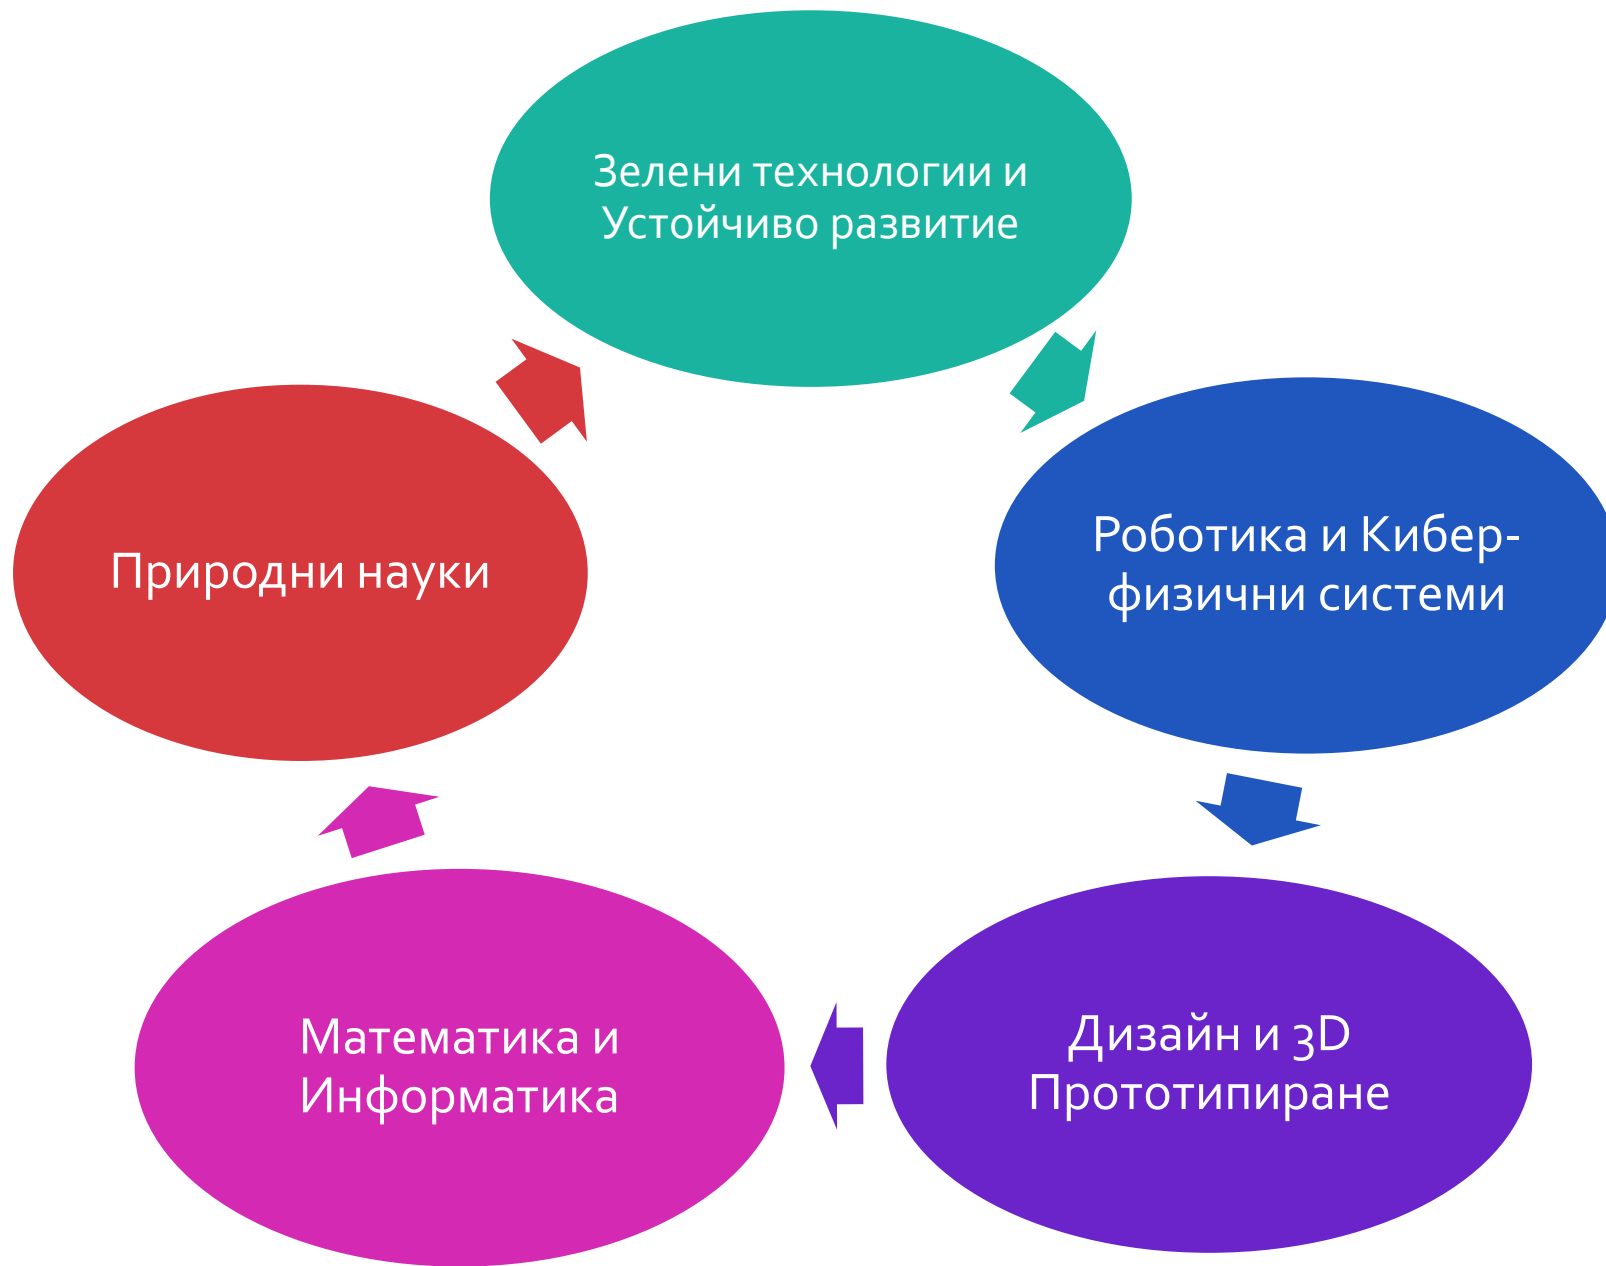 Зелени технологии и
Устойчиво развитие
Роботика и Кибер-
физични системи
Дизайн и 3D
Прототипиране
Математика и
Информатика
Природни науки